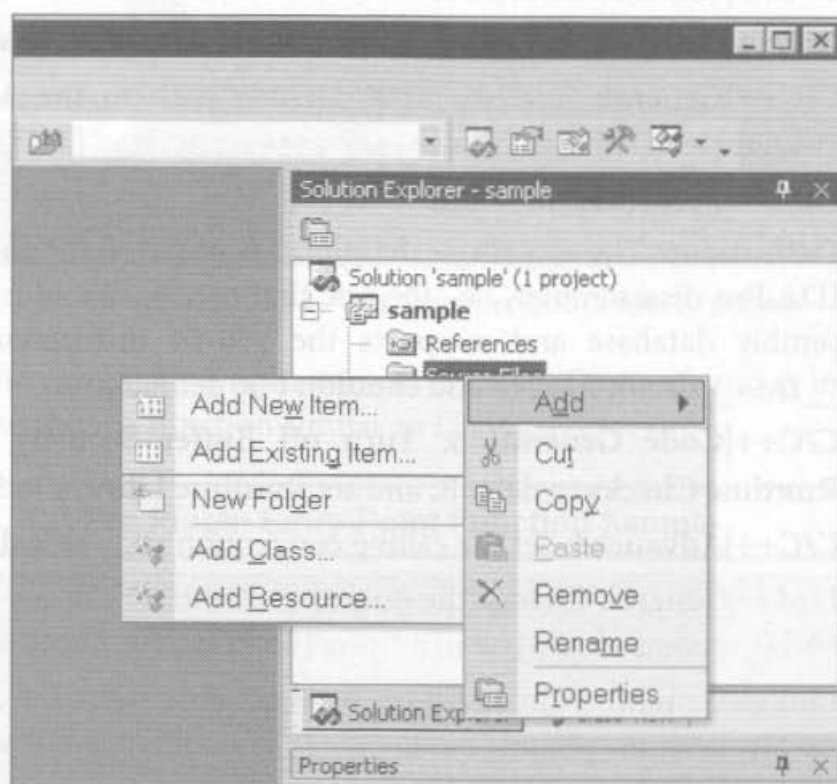 Solution Explorer - sample
Solution 'sample' (1 project)
sample
References
Add New Item...
Add Existing Item...
New Folder
Add Class...
Add Resource...
Add
Cut
Copy
Paste
Remove
Rename
Properties
Solution
Properties